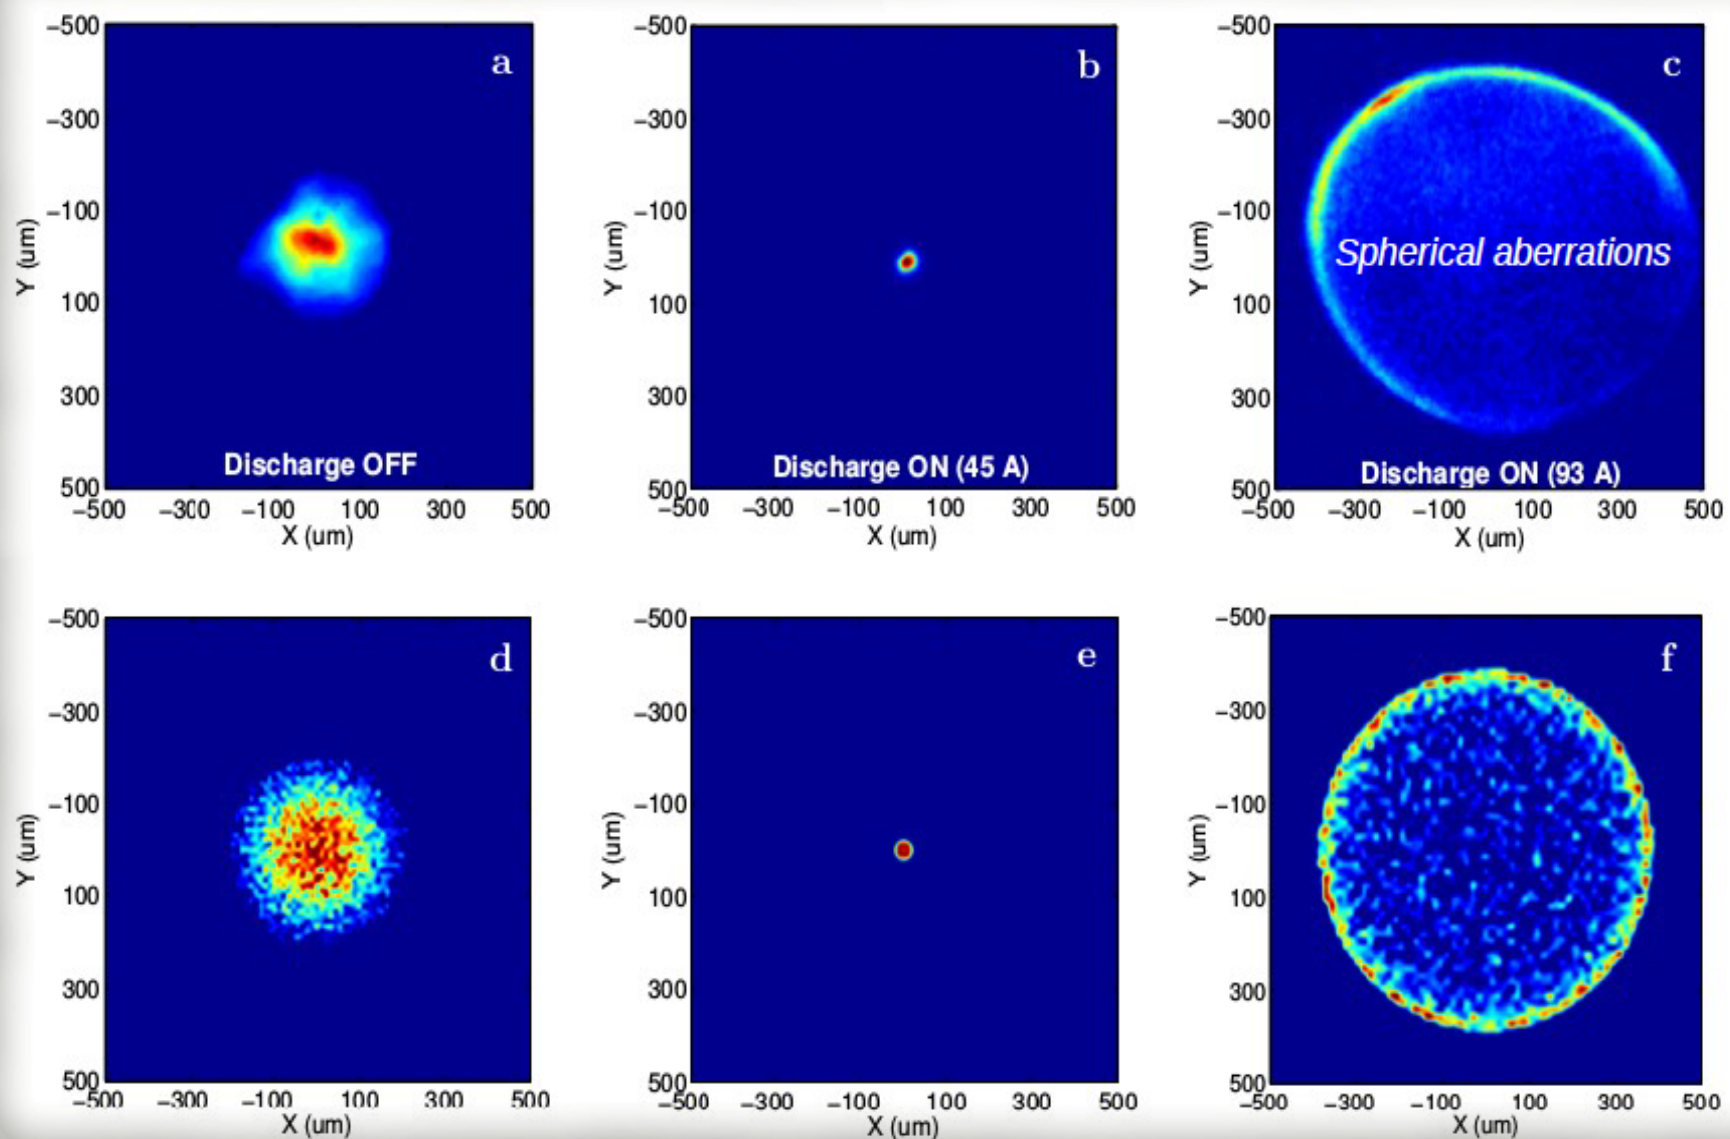 a
−500
−300
−100
100
300
500
Y (um)
Discharge OFF
−500 −300 −100 100 300 500
X (um)
b
−500
−300
−100
100
300
500
Y (um)
Discharge ON (45 A)
−500 −300 −100 100 300 500
X (um)
c
−500
−300
−100
100
300
500
Y (um)
Spherical aberrations
Discharge ON (93 A)
−500 −300 −100 100 300 500
X (um)
d
−500
−300
−100
100
300
500
Y (um)
−500 −300 −100 100 300 500
X (um)
e
−500
−300
−100
100
300
500
Y (um)
−500 −300 −100 100 300 500
X (um)
f
−500
−300
−100
100
300
500
Y (um)
−500 −300 −100 100 300 500
X (um)